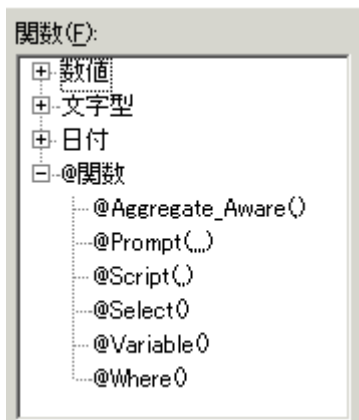 関数(F):
数値
文字型
日付
@関数
@Aggregate_Aware()
@Prompt(,,,)
@Script(,)
@Select()
@Variable()
@Where()